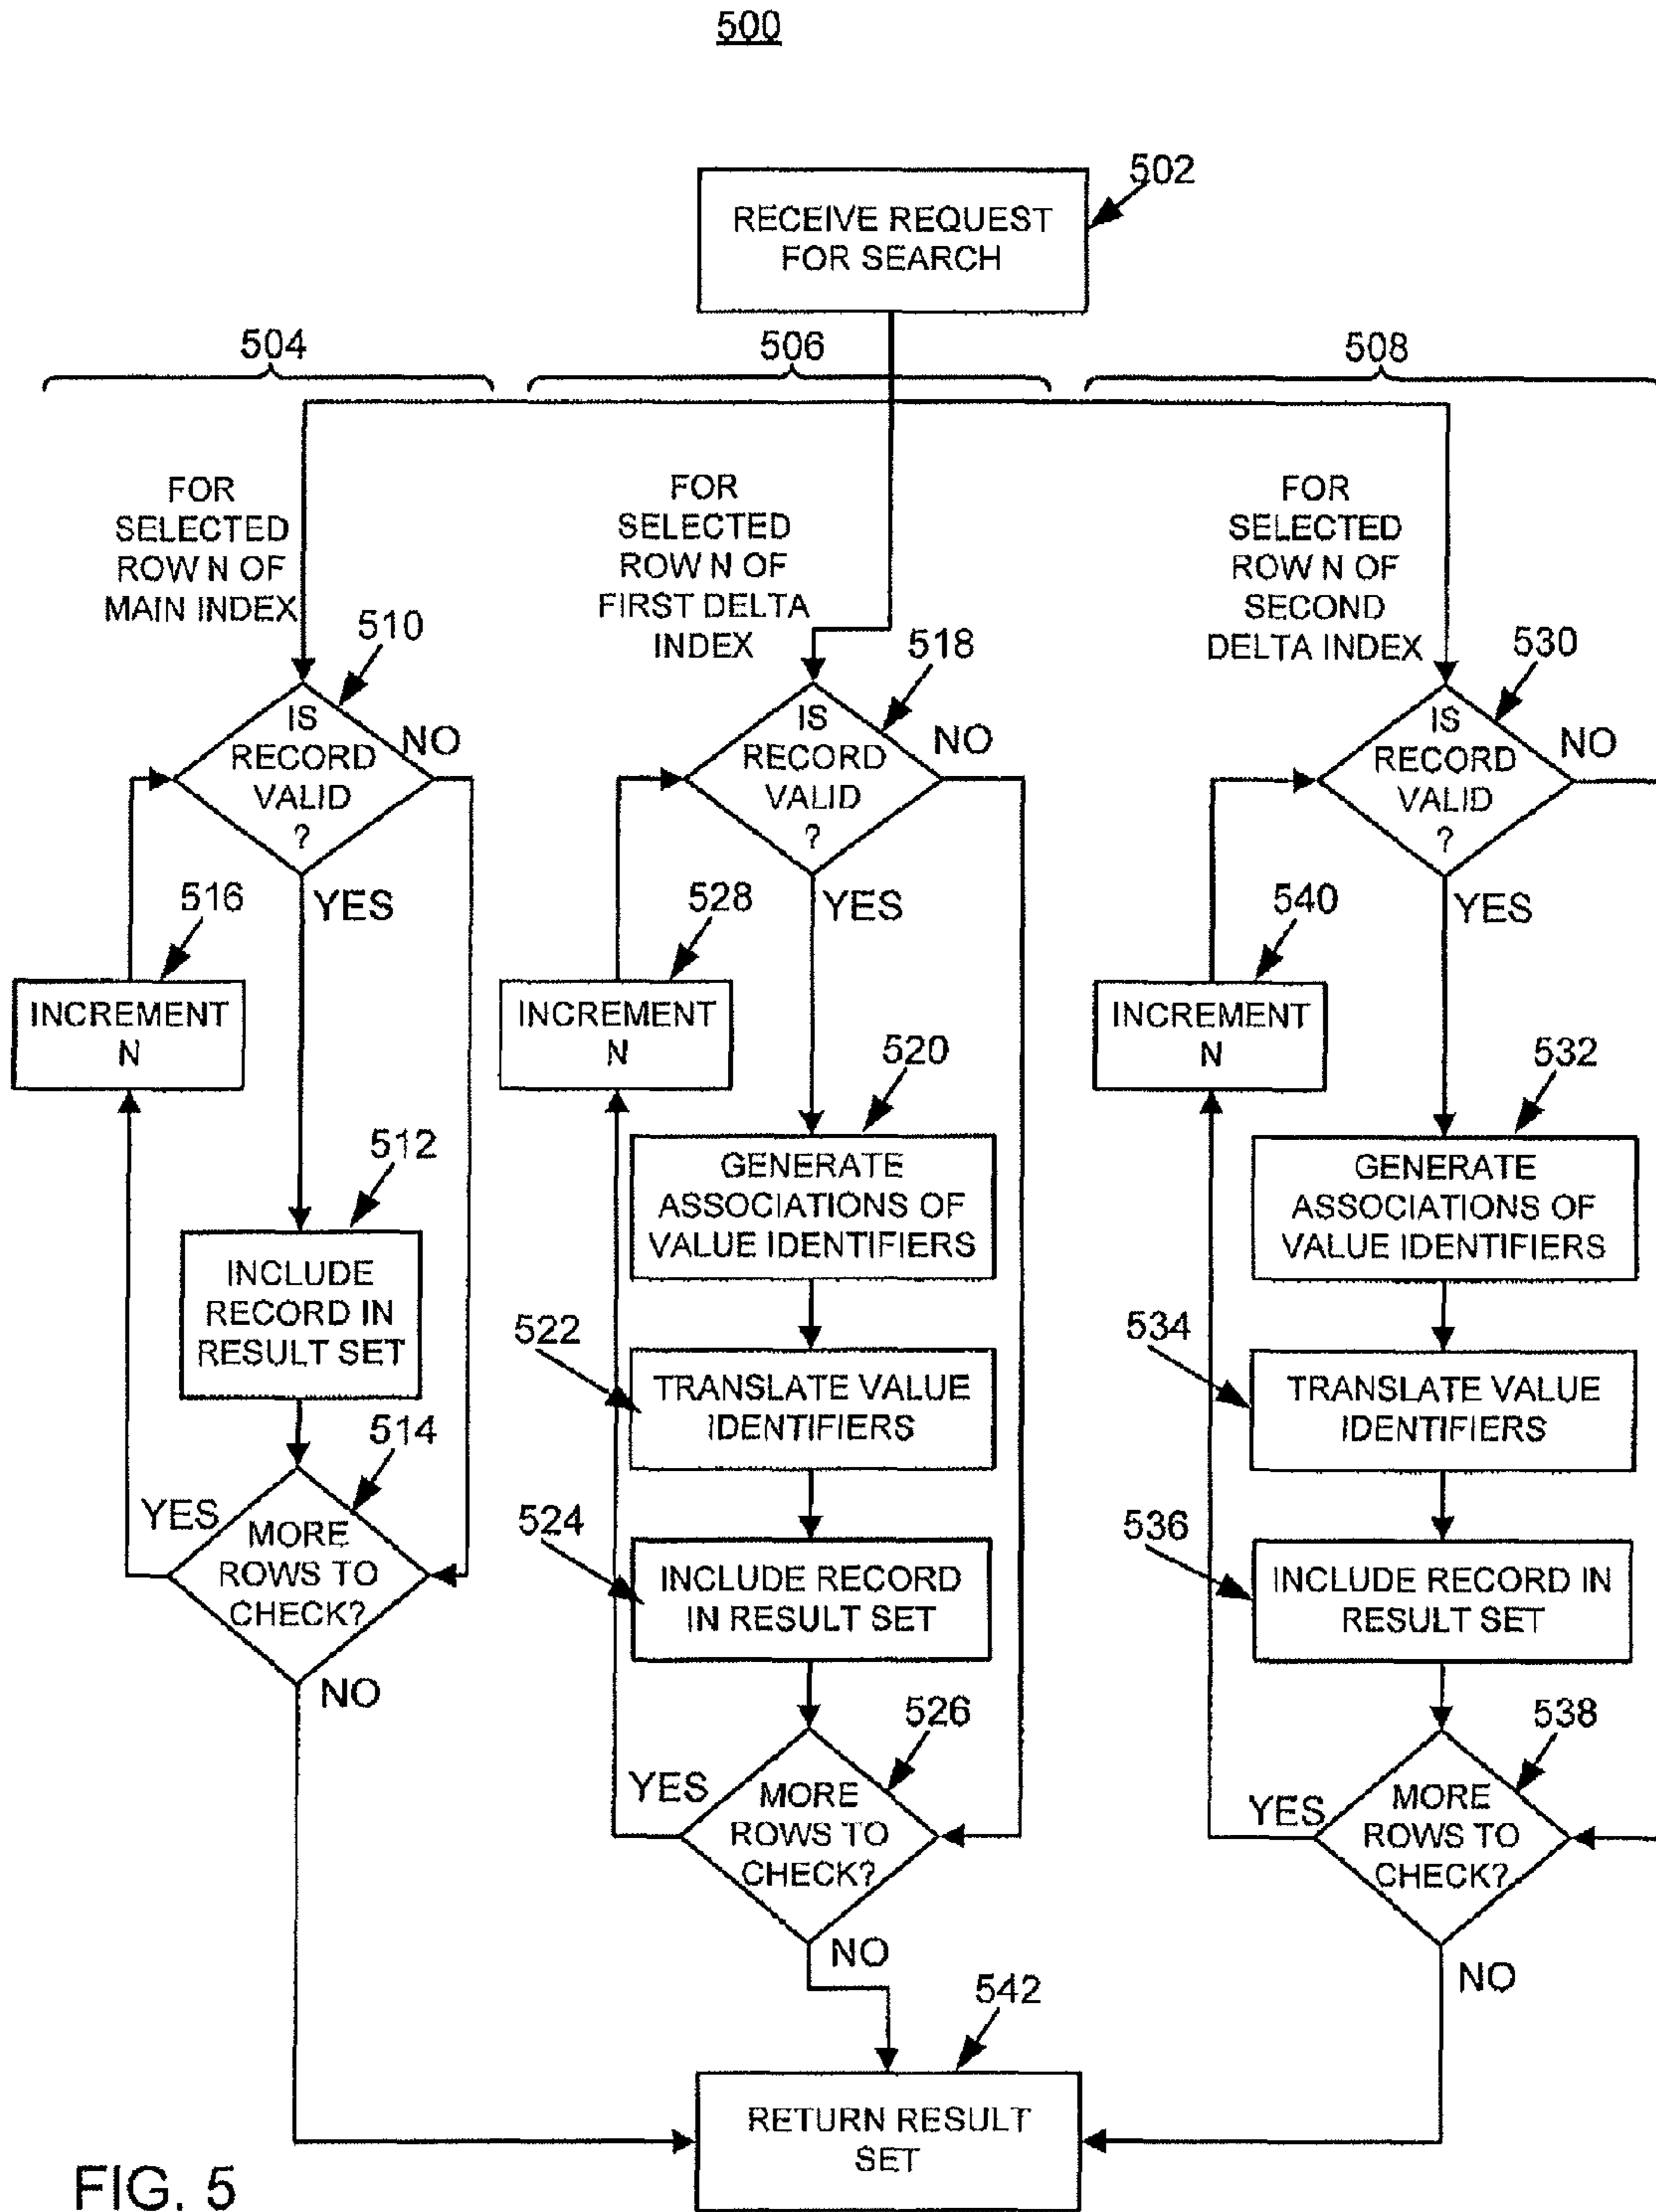 500
502
RECEIVE REQUEST
FOR SEARCH
504
506
508
FOR
SELECTED
ROW N OF
MAIN INDEX
FOR
SELECTED
ROW N OF
FIRST DELTA
INDEX
FOR
SELECTED
ROW N OF
SECOND
DELTA INDEX
510
IS
RECORD
VALID
?
NO
YES
518
IS
RECORD
VALID
?
NO
YES
530
IS
RECORD
VALID
?
NO
YES
516
INCREMENT
N
528
INCREMENT
N
540
INCREMENT
N
512
INCLUDE
RECORD IN
RESULT SET
520
GENERATE
ASSOCIATIONS OF
VALUE IDENTIFIERS
532
GENERATE
ASSOCIATIONS OF
VALUE IDENTIFIERS
522
TRANSLATE VALUE
IDENTIFIERS
534
TRANSLATE VALUE
IDENTIFIERS
514
YES
MORE
ROWS TO
CHECK?
NO
524
INCLUDE RECORD
IN RESULT SET
536
INCLUDE RECORD IN
RESULT SET
526
YES
MORE
ROWS TO
CHECK?
NO
538
YES
MORE
ROWS TO
CHECK?
NO
542
RETURN RESULT
SET
FIG. 5